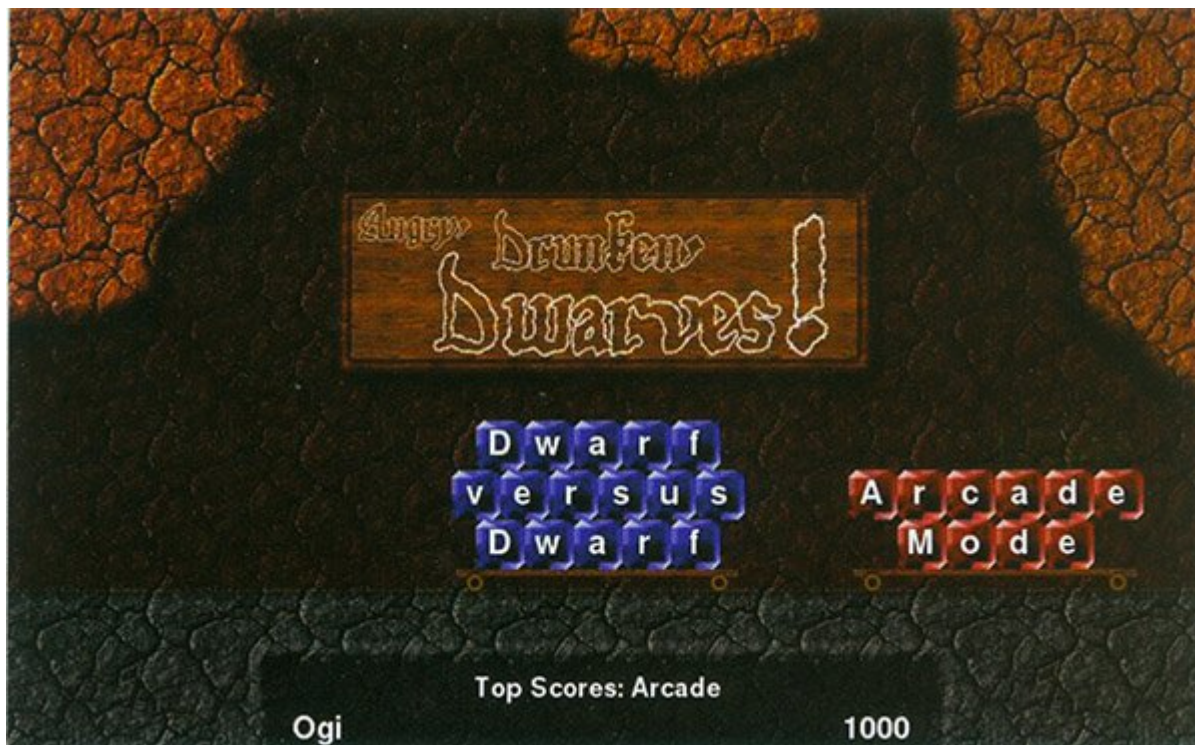 Angry,
Drunken,
Dwarves!
Dwarf
versus
Dwarf
Arcade
Mode
Top Scores: Arcade
Ogi 1000